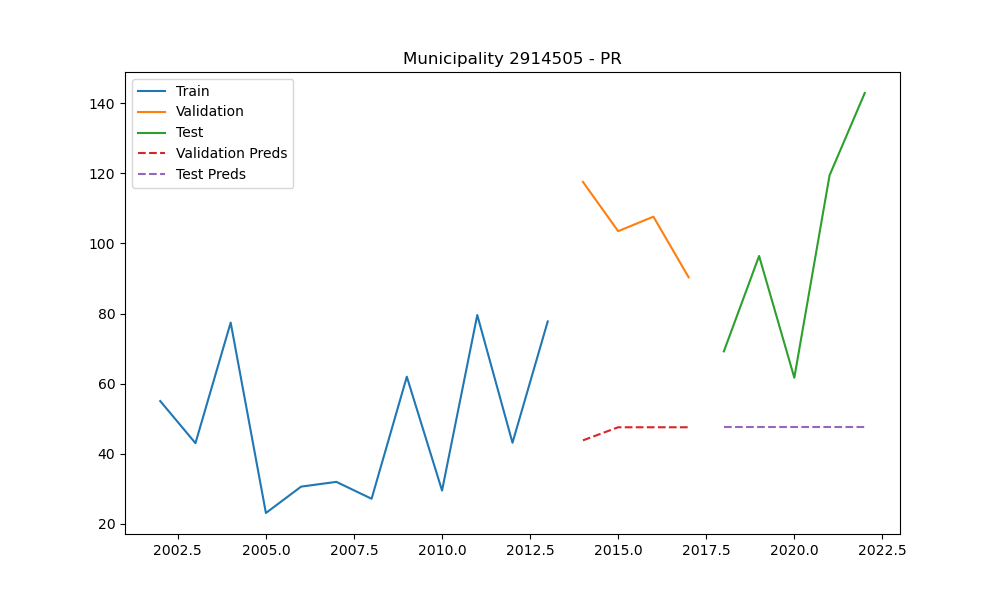 Municipality 2914505 - PR
Train
Validation
Test
Validation Preds
Test Preds
140
120
100
80
60
40
20
2002.5 2005.0 2007.5 2010.0 2012.5 2015.0 2017.5 2020.0 2022.5